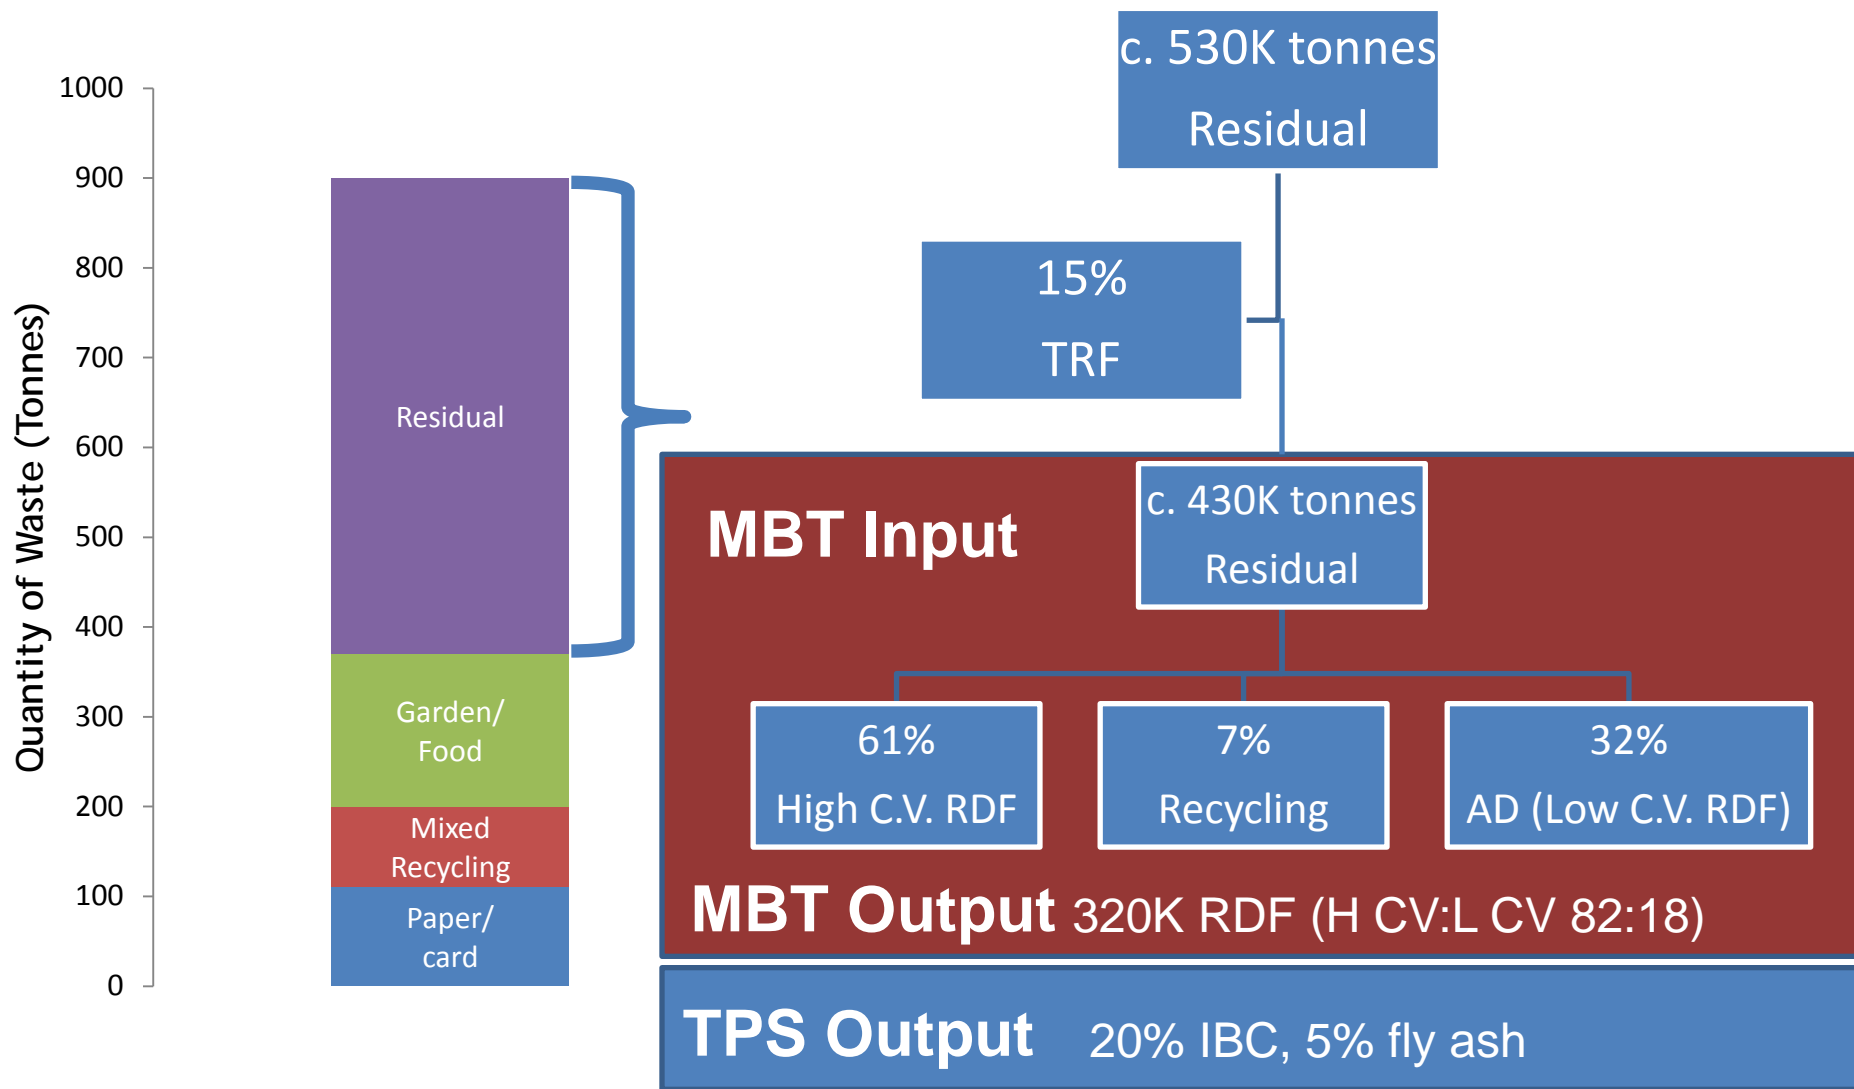 Quantity of Waste (Tonnes)
1000
900
800
700
600
500
400
300
200
100
0
Residual
Garden/
Food
Mixed
Recycling
Paper/
card
c. 530K tonnes
Residual
15%
TRF
MBT Input
c. 430K tonnes
Residual
61%
High C.V. RDF
7%
Recycling
32%
AD (Low C.V. RDF)
MBT Output 320K RDF (H CV:L CV 82:18)
TPS Output 20% IBC, 5% fly ash